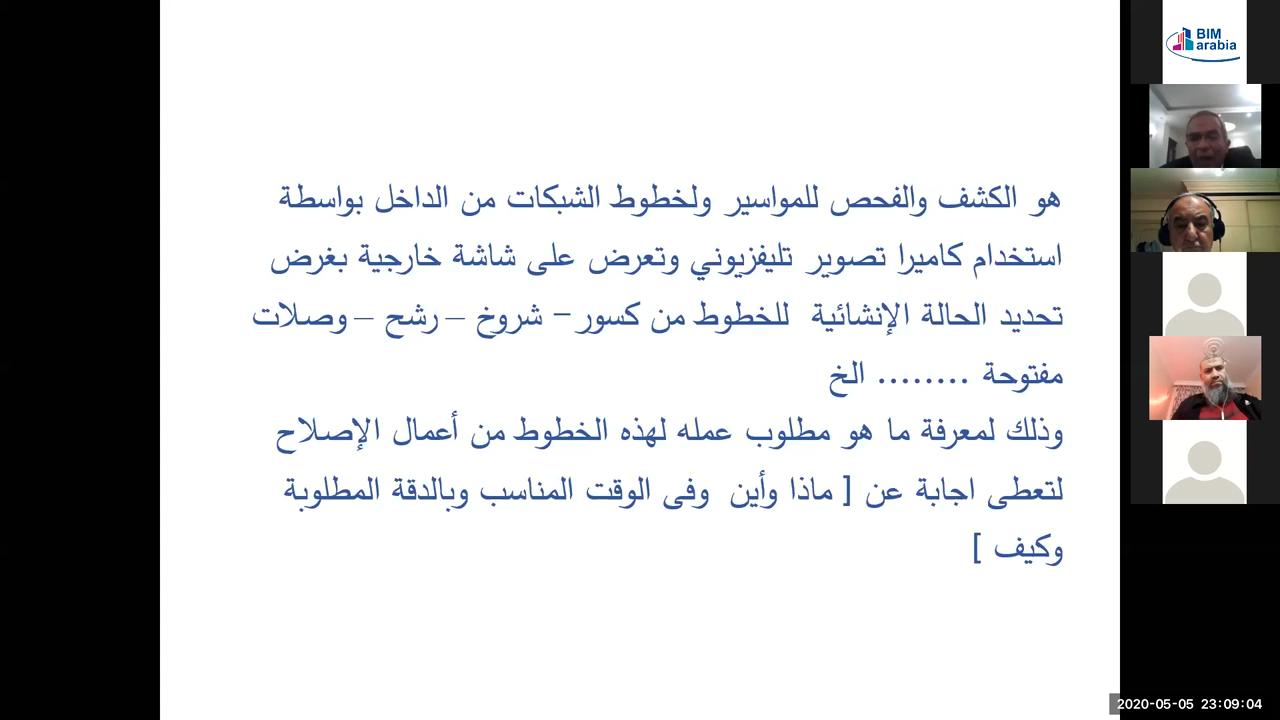 هو الكشف والفحص للمواسير ولخطوط الشبكات من الداخل بواسطة
استخدام كاميرا تصوير تليفزيوني وتعرض على شاشة خارجية بغرض
تحديد الحالة الإنشائية للخطوط من كسور – شروخ – رشح – وصلات
مفتوحة ........ الخ
وذلك لمعرفة ما هو مطلوب عمله لهذه الخطوط من أعمال الإصلاح
لتعطى اجابة عن [ ماذا وأين وفى الوقت المناسب وبالدقة المطلوبة
وكيف ]
BIM
arabia
2020-05-05 23:09:04